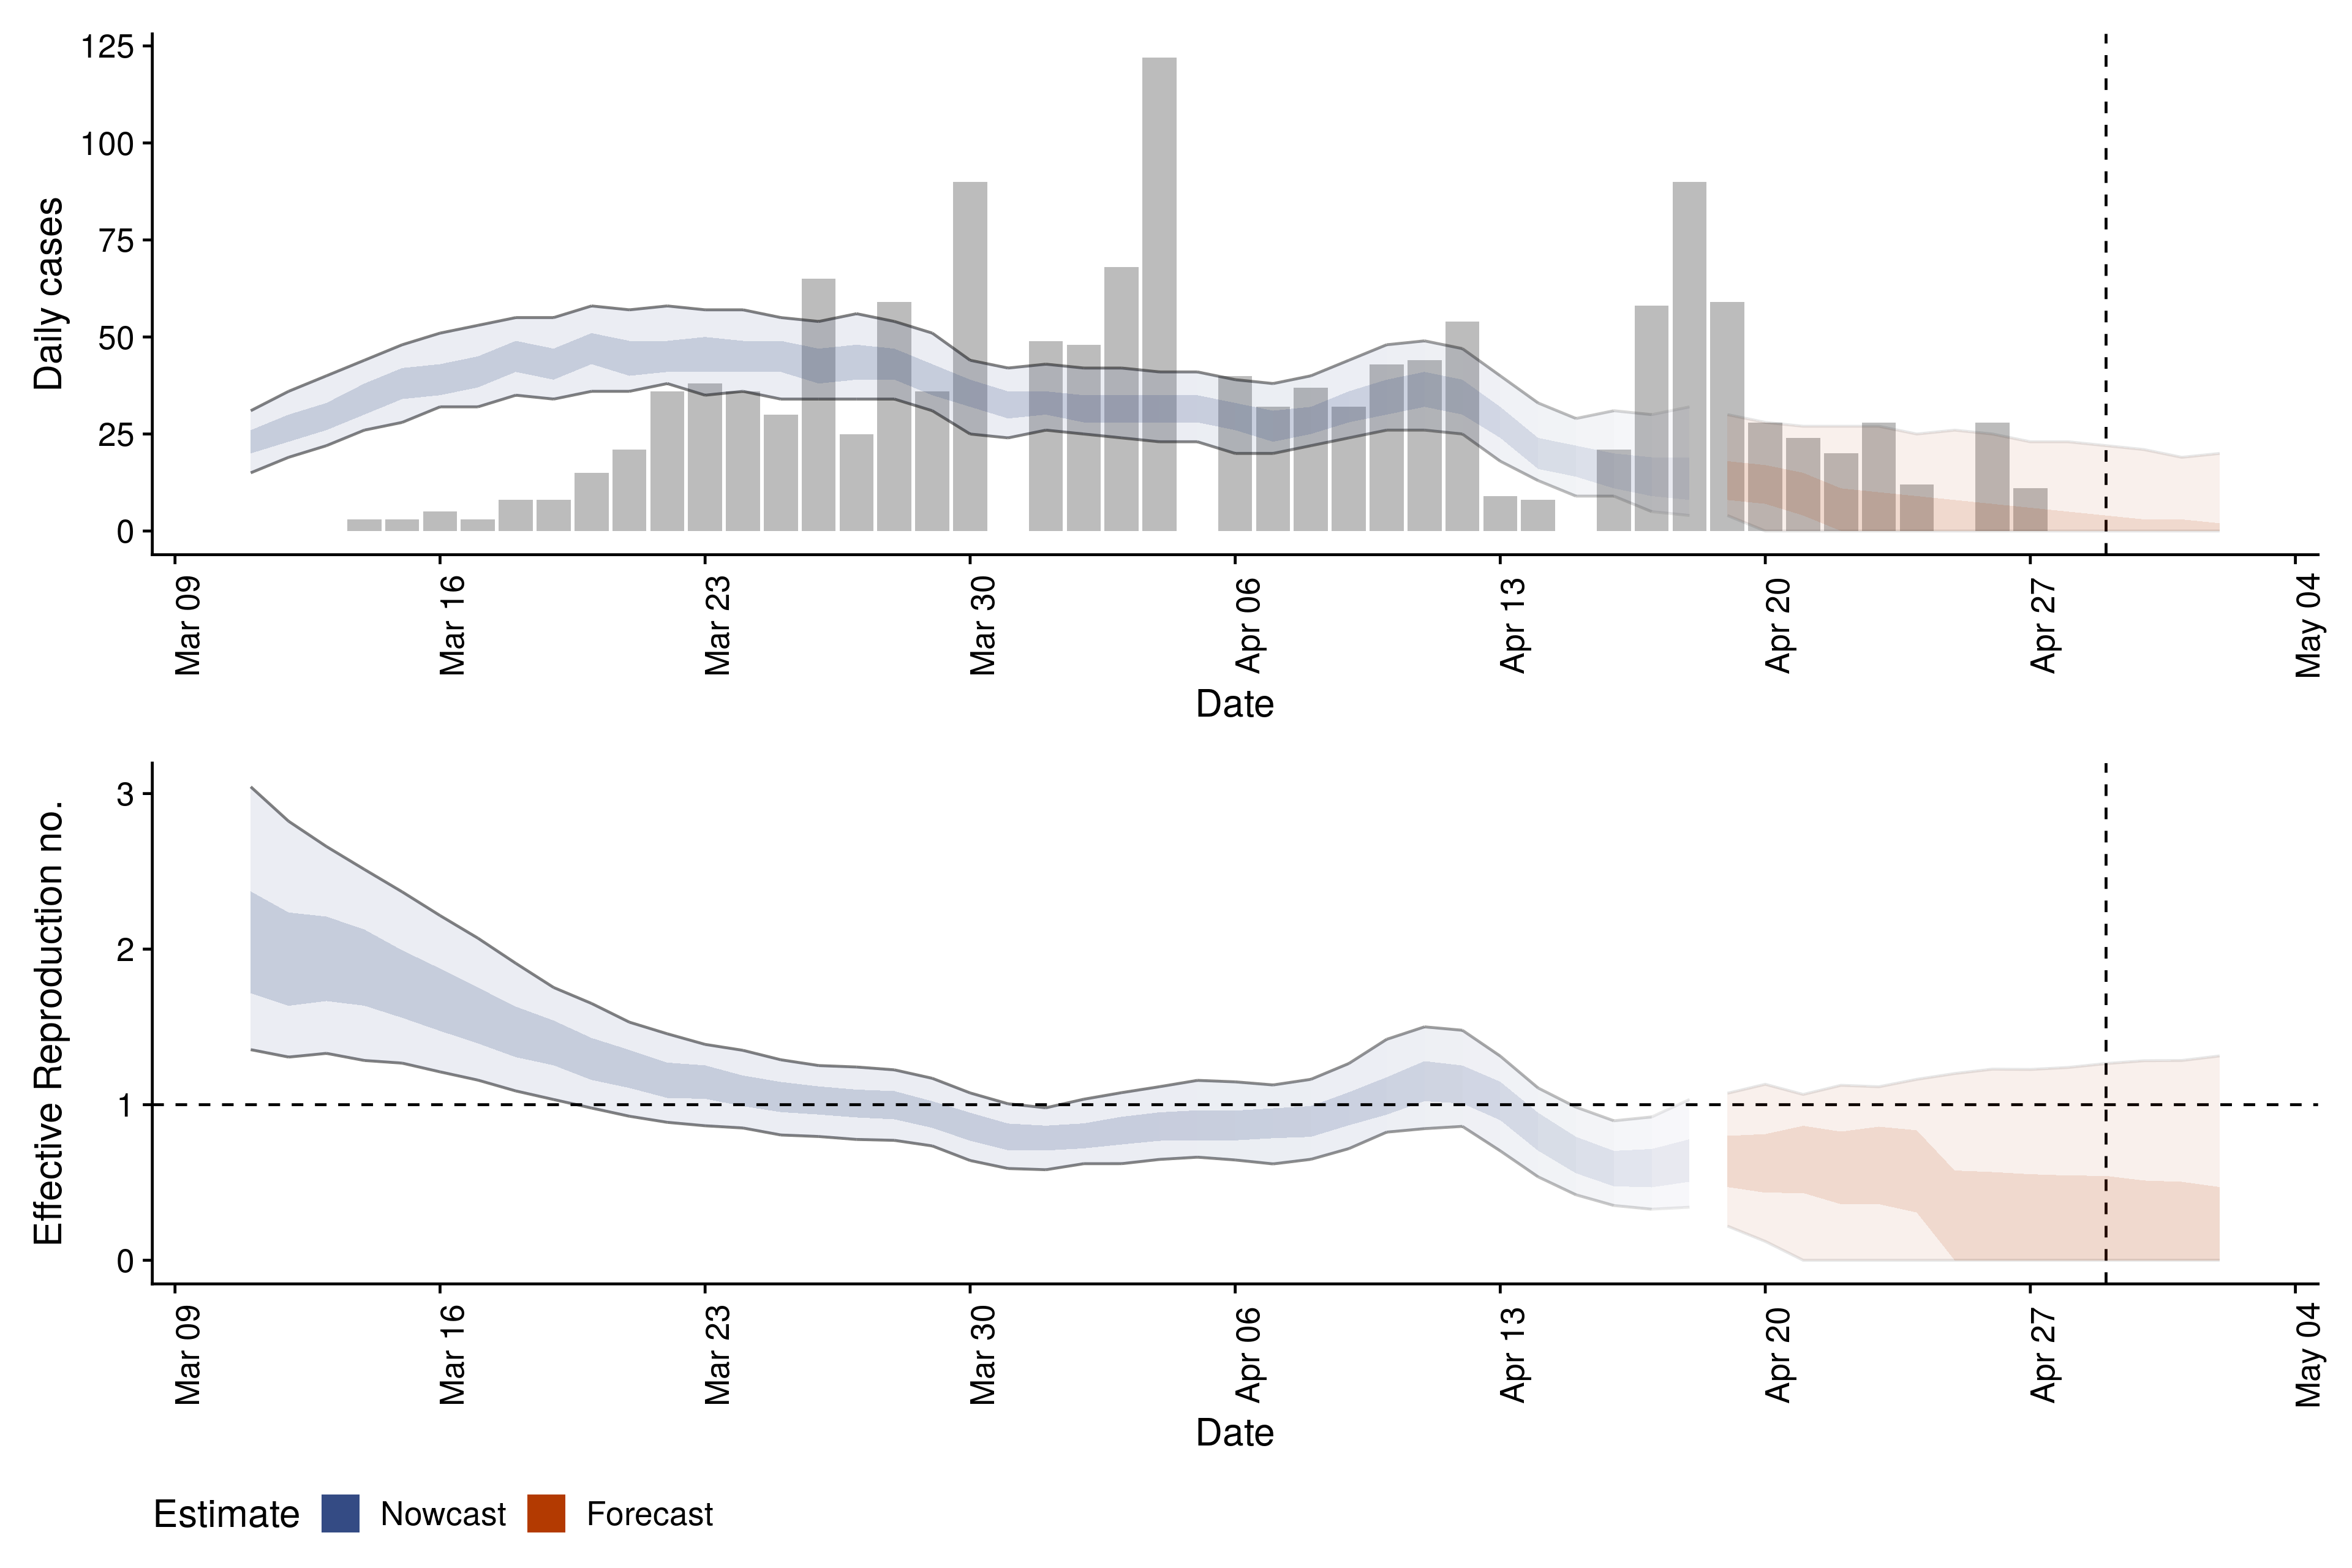 Daily cases
125
100
75
50
25
0
Mar 09
Mar 16
Mar 23
Mar 30
Apr 06
Apr 13
Apr 20
Apr 27
May 04
Date
Effective Reproduction no.
3
2
1
0
Mar 09
Mar 16
Mar 23
Mar 30
Apr 06
Apr 13
Apr 20
Apr 27
May 04
Date
Estimate Nowcast Forecast